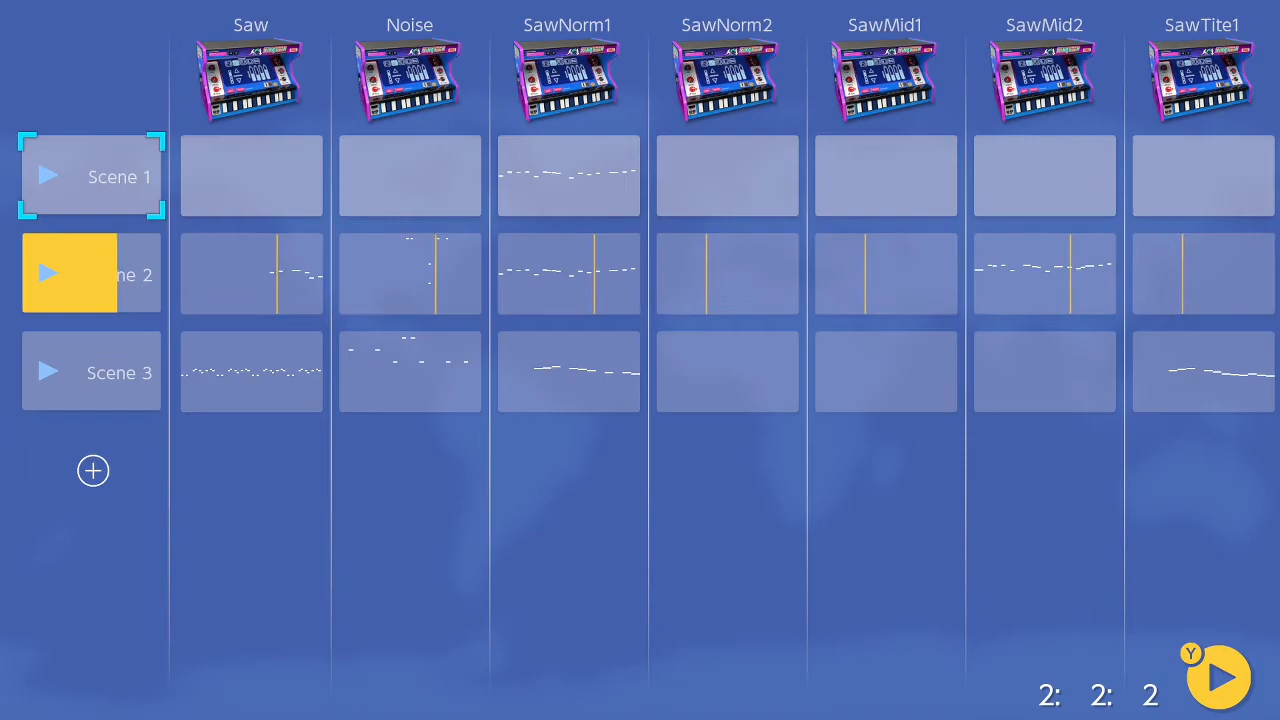 Saw Noise SawNorm1 SawNorm2 SawMid1 SawMid2 SawTite1
Scene 1
ne 2
Scene 3
Y
2: 2: 2